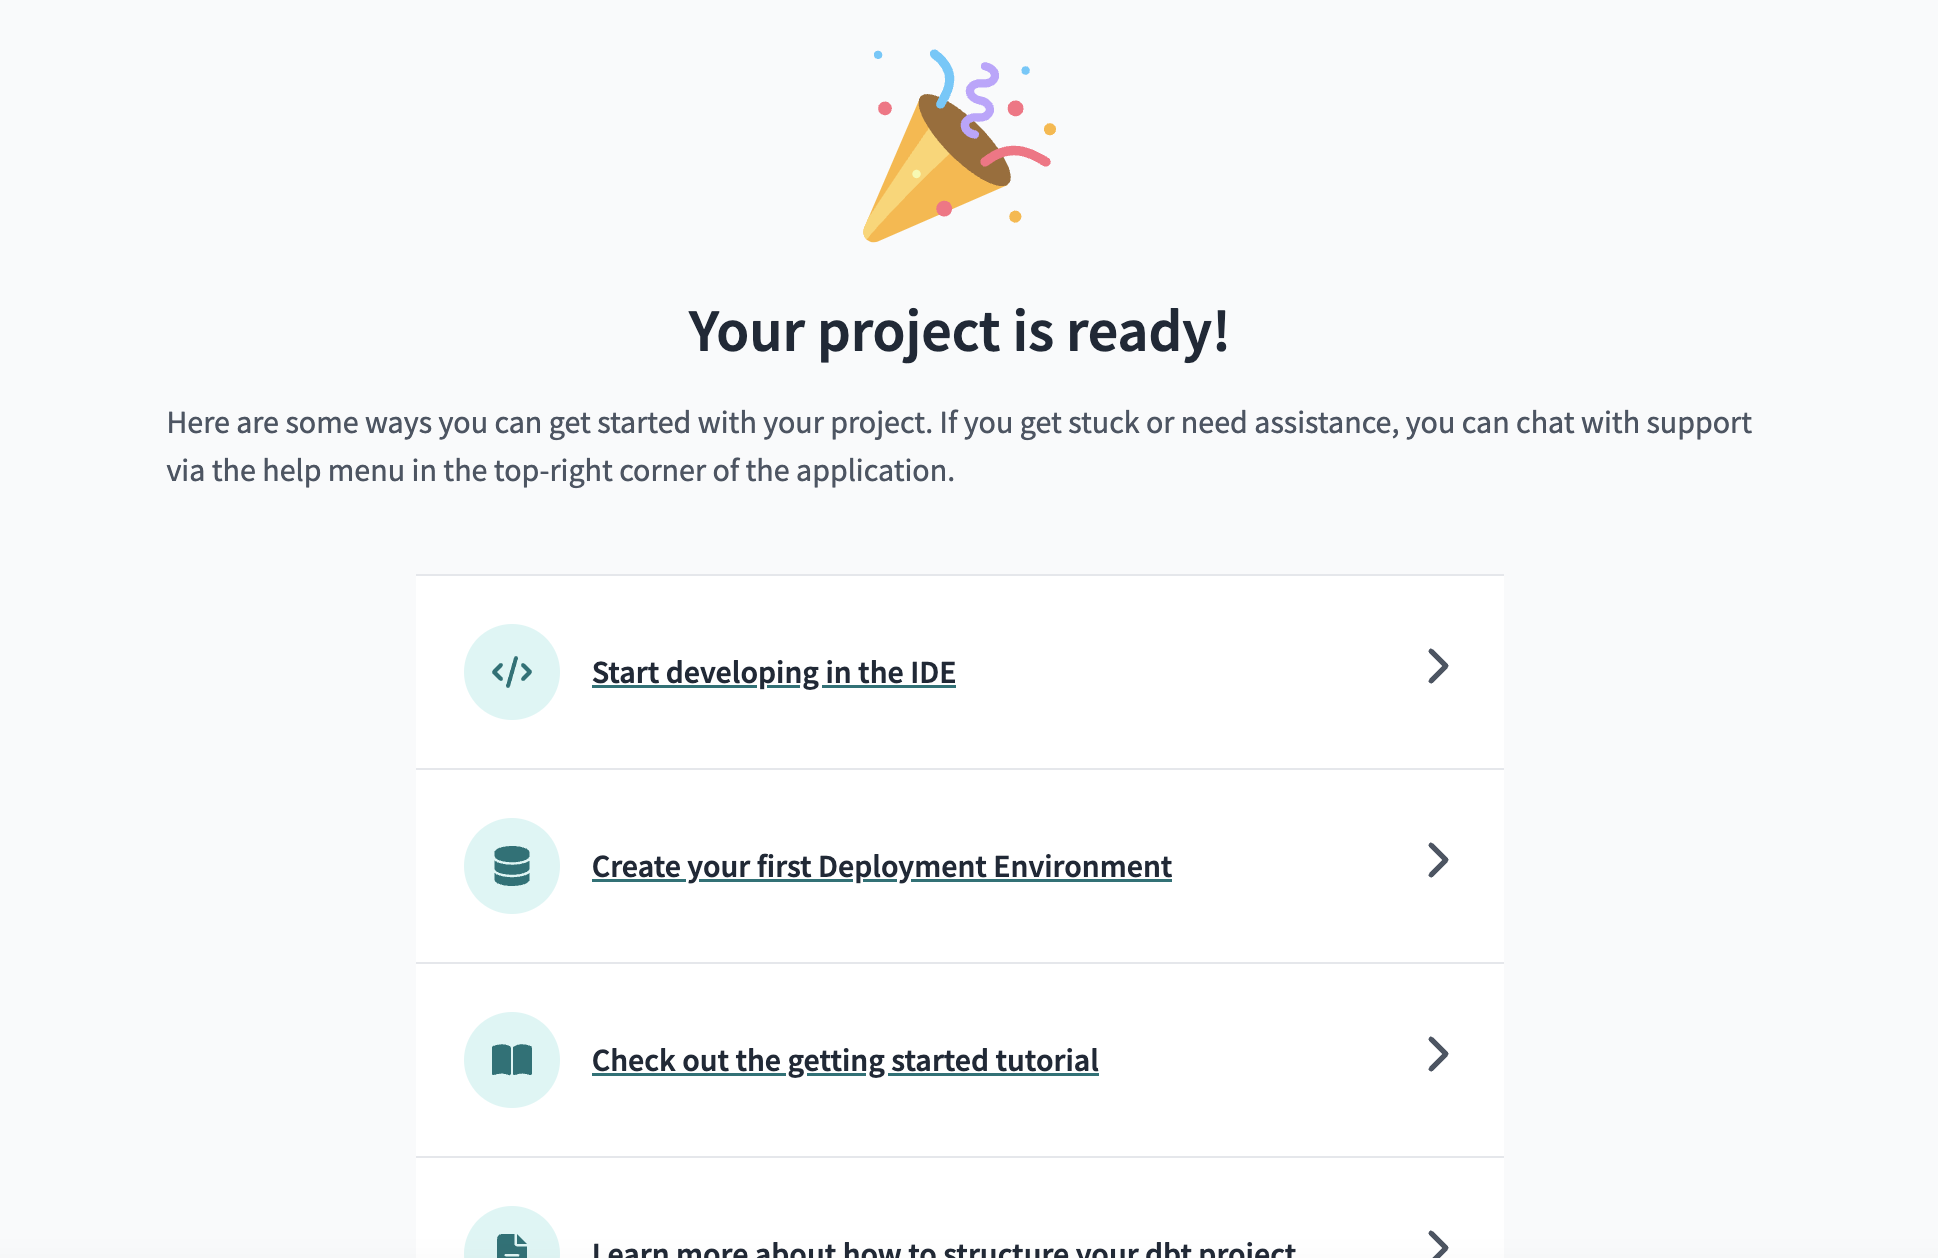 Your project is ready!
Here are some ways you can get started with your project. If you get stuck or need assistance, you can chat with support
via the help menu in the top-right corner of the application.
Start developing in the IDE
Create your first Deployment Environment
Check out the getting started tutorial
Learn more about how to structure your dbt project